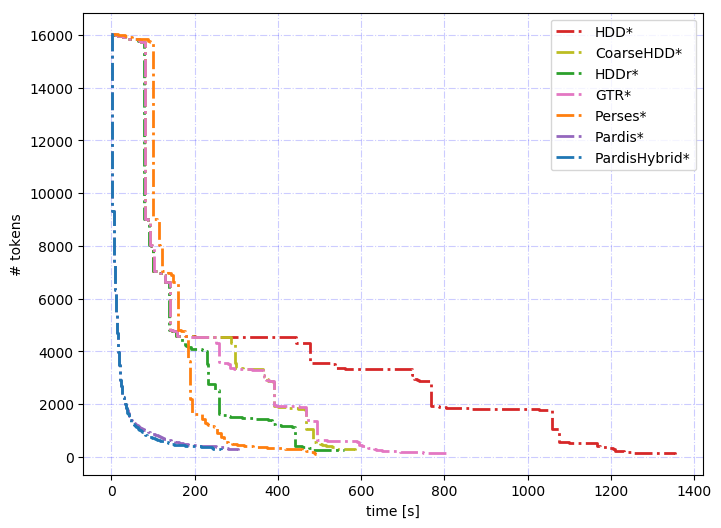 HDD*
CoarseHDD*
HDDr*
GTR*
Perses*
Pardis*
PardisHybrid*
16000
14000
12000
10000
8000
6000
4000
2000
0
# tokens
0 200 400 600 800 1000 1200 1400
time [s]